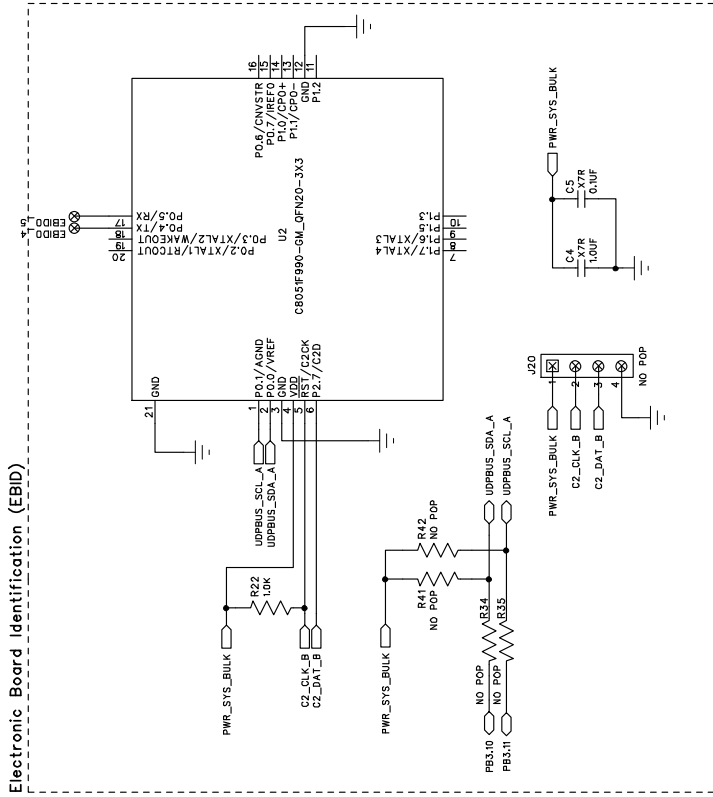 Electronic Board Identification (EBID)
EBID0_5
EBID0_4
20
19
18
17
P0.2/XTAL1/RTCOUT
P0.3/XTAL2/WAKEOUT
P0.4/TX
P0.5/RX
21
GND
1
P0.1/AGND
2
P0.0/VREF
3
GND
4
VDD
5
RST/C2CK
6
P2.7/C2D
U2
C8051F990-GM_QFN20-3X3
P0.6/CNVSTR
16
P0.7/IREF0
15
P1.0/CP0+
14
P1.1/CP0-
13
GND
12
P1.2
11
P1.7/XTAL4
7
P1.6/XTAL3
8
P1.5
9
P1.3
10
UDPBUS_SCL_A
UDPBUS_SDA_A
PWR_SYS_BULK
R22
1.0K
C2_CLK_B
C2_DAT_B
PWR_SYS_BULK
R41
NO POP
R42
NO POP
R34
NO POP
R35
NO POP
PB3.10
PB3.11
UDPBUS_SDA_A
UDPBUS_SCL_A
PWR_SYS_BULK
C2_CLK_B
C2_DAT_B
J20
1
2
3
4
NO POP
PWR_SYS_BULK
C4
X7R
1.0UF
C5
X7R
0.1UF